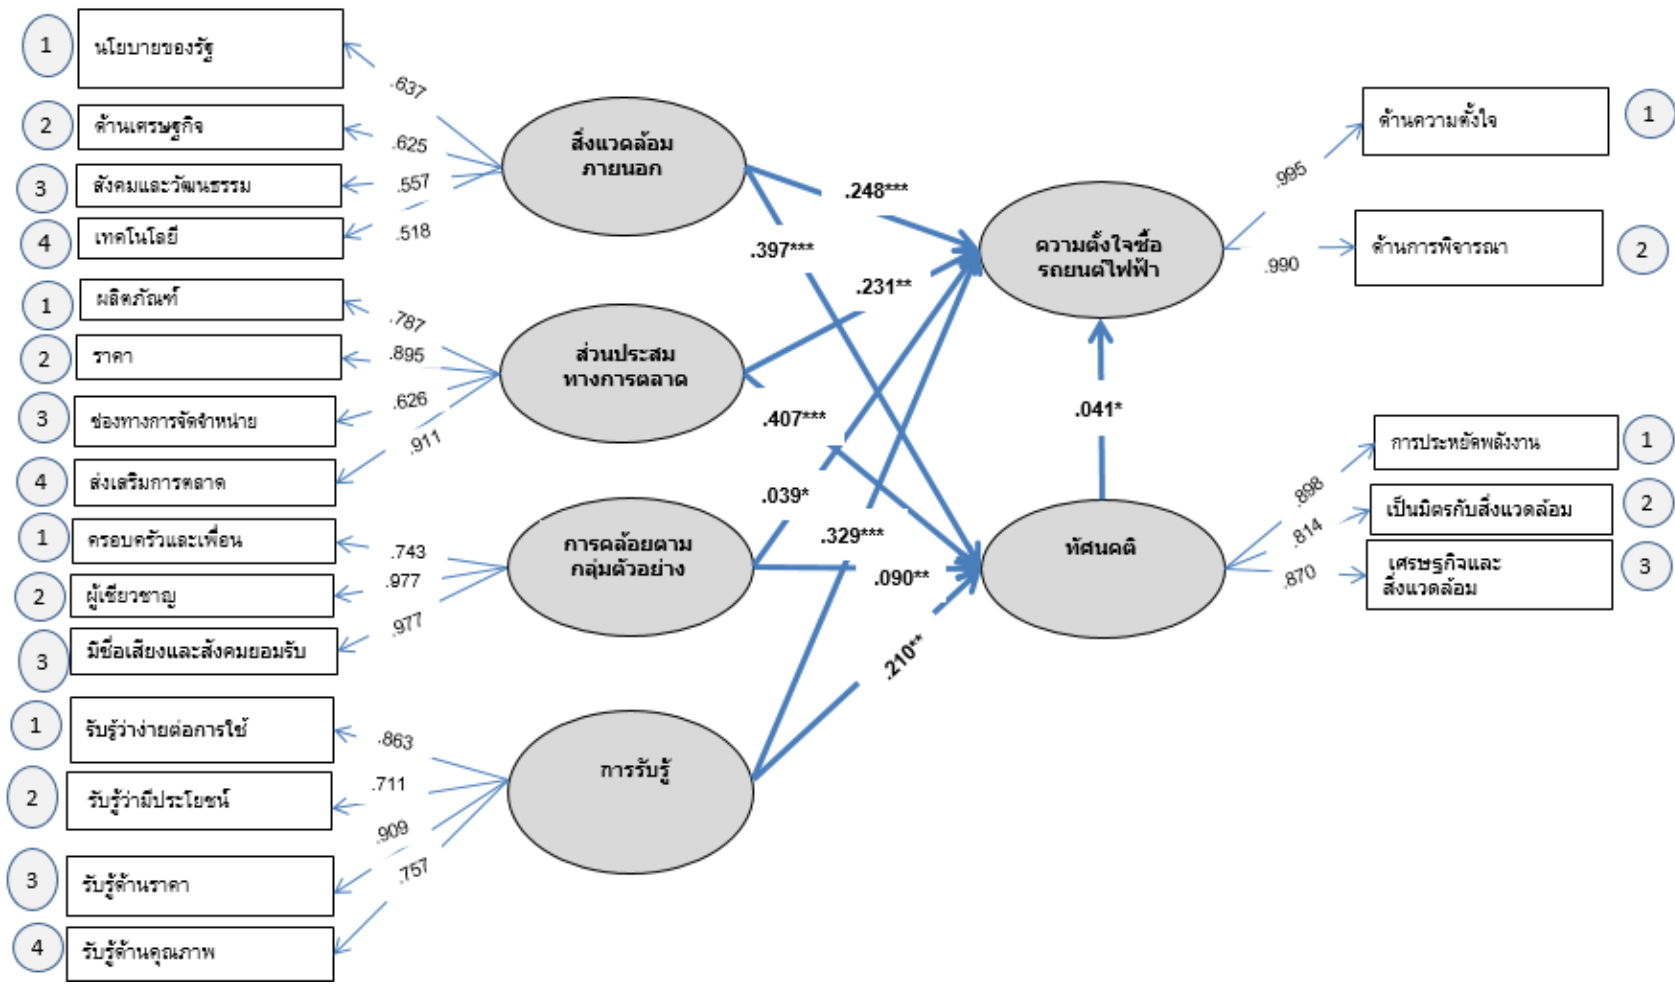 1
นโยบายของรัฐ
2
ด้านเศรษฐกิจ
3
สังคมและวัฒนธรรม
4
เทคโนโลยี
.637
.625
.557
.518
สิ่งแวดล้อม
ภายนอก
1
ผลิตภัณฑ์
2
ราคา
3
ช่องทางการจัดจำหน่าย
4
ส่งเสริมการตลาด
.787
.895
.626
.911
ส่วนประสม
ทางการตลาด
1
ครอบครัวและเพื่อน
2
ผู้เชี่ยวชาญ
3
มีชื่อเสียงและสังคมยอมรับ
.743
.977
.977
การคล้อยตาม
กลุ่มตัวอย่าง
1
รับรู้ว่าง่ายต่อการใช้
2
รับรู้ว่ามีประโยชน์
3
รับรู้ด้านราคา
4
รับรู้ด้านคุณภาพ
.863
.711
.909
.757
การรับรู้
.248***
.397***
.231**
.407***
.039*
.329***
.090**
.210**
.041*
ความตั้งใจซื้อ
รถยนต์ไฟฟ้า
.995
.990
ด้านความตั้งใจ
1
ด้านการพิจารณา
2
ทัศนคติ
.898
.814
.870
การประหยัดพลังงาน
1
เป็นมิตรกับสิ่งแวดล้อม
2
เศรษฐกิจและ
สิ่งแวดล้อม
3